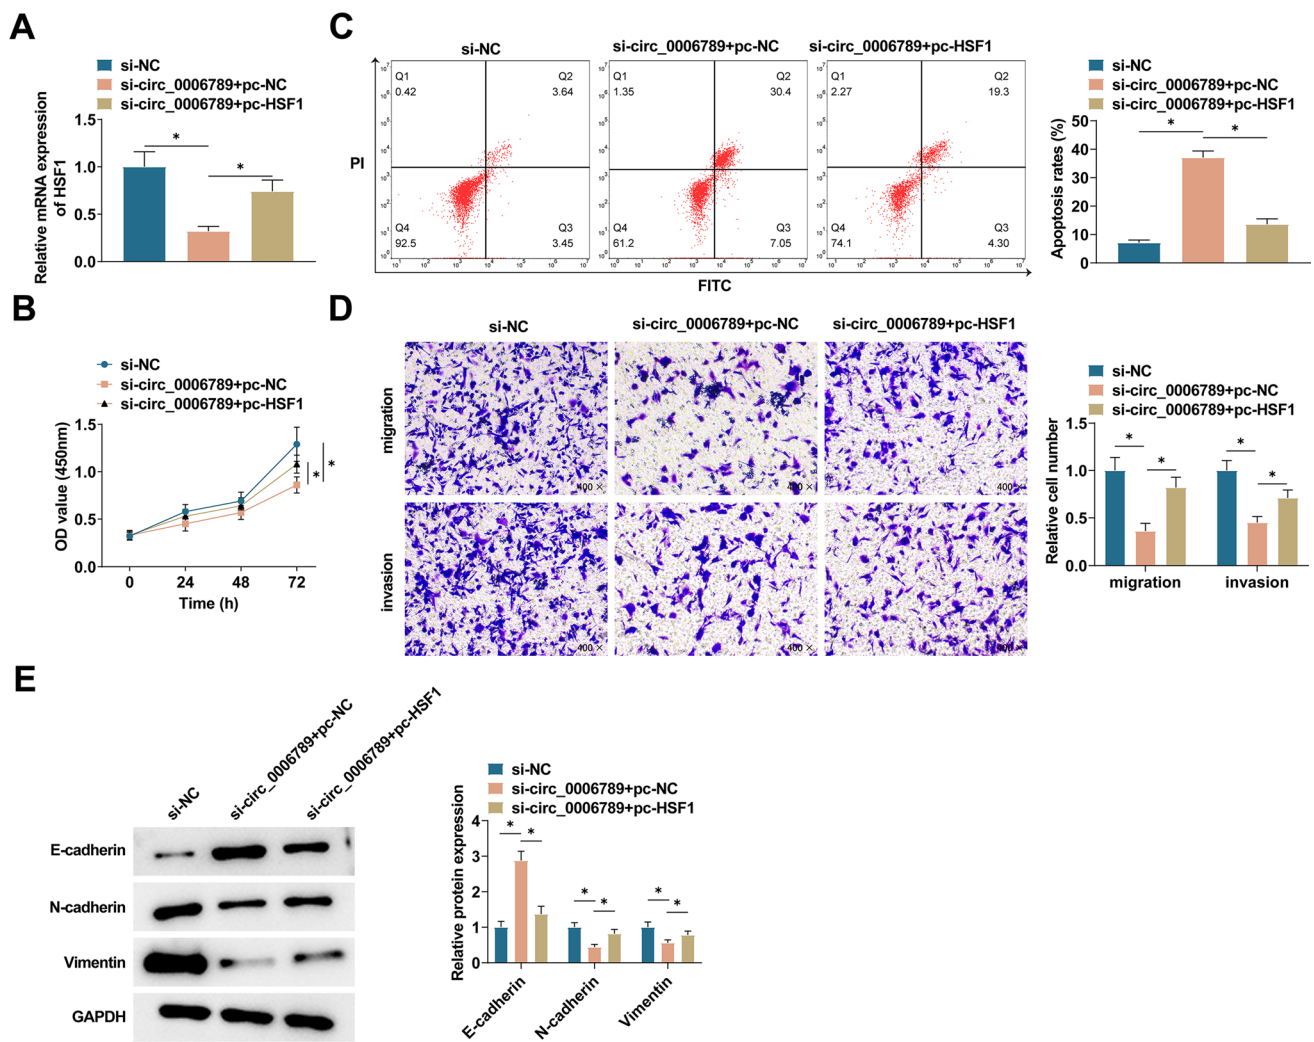 A
si-NC
si-circ_0006789+pc-NC
si-circ_0006789+pc-HSF1
Relative mRNA expression
of HSF1
1.5
1.0
0.5
0.0
*
*
B
si-NC
si-circ_0006789+pc-NC
si-circ_0006789+pc-HSF1
OD value (450nm)
1.5
1.0
0.5
0.0
0 24 48 72
Time (h)
*
*
C
si-NC
si-circ_0006789+pc-NC
si-circ_0006789+pc-HSF1
PI
Q1
0.42
Q2
3.64
Q4
92.5
Q3
3.45
Q1
1.35
Q2
30.4
Q4
61.2
Q3
7.05
Q1
2.27
Q2
19.3
Q4
74.1
Q3
4.30
FITC
si-NC
si-circ_0006789+pc-NC
si-circ_0006789+pc-HSF1
Apoptosis rates (%)
50
40
30
20
10
0
*
*
D
si-NC
si-circ_0006789+pc-NC
si-circ_0006789+pc-HSF1
migration
400 ×
400 ×
400 ×
invasion
400 ×
400 ×
400 ×
si-NC
si-circ_0006789+pc-NC
si-circ_0006789+pc-HSF1
Relative cell number
1.5
1.0
0.5
0.0
*
*
*
*
migration invasion
E
si-NC
si-circ_0006789+pc-NC
si-circ_0006789+pc-HSF1
E-cadherin
N-cadherin
Vimentin
GAPDH
si-NC
si-circ_0006789+pc-NC
si-circ_0006789+pc-HSF1
Relative protein expression
4
3
2
1
0
*
*
*
*
*
*
E-cadherin
N-cadherin
Vimentin